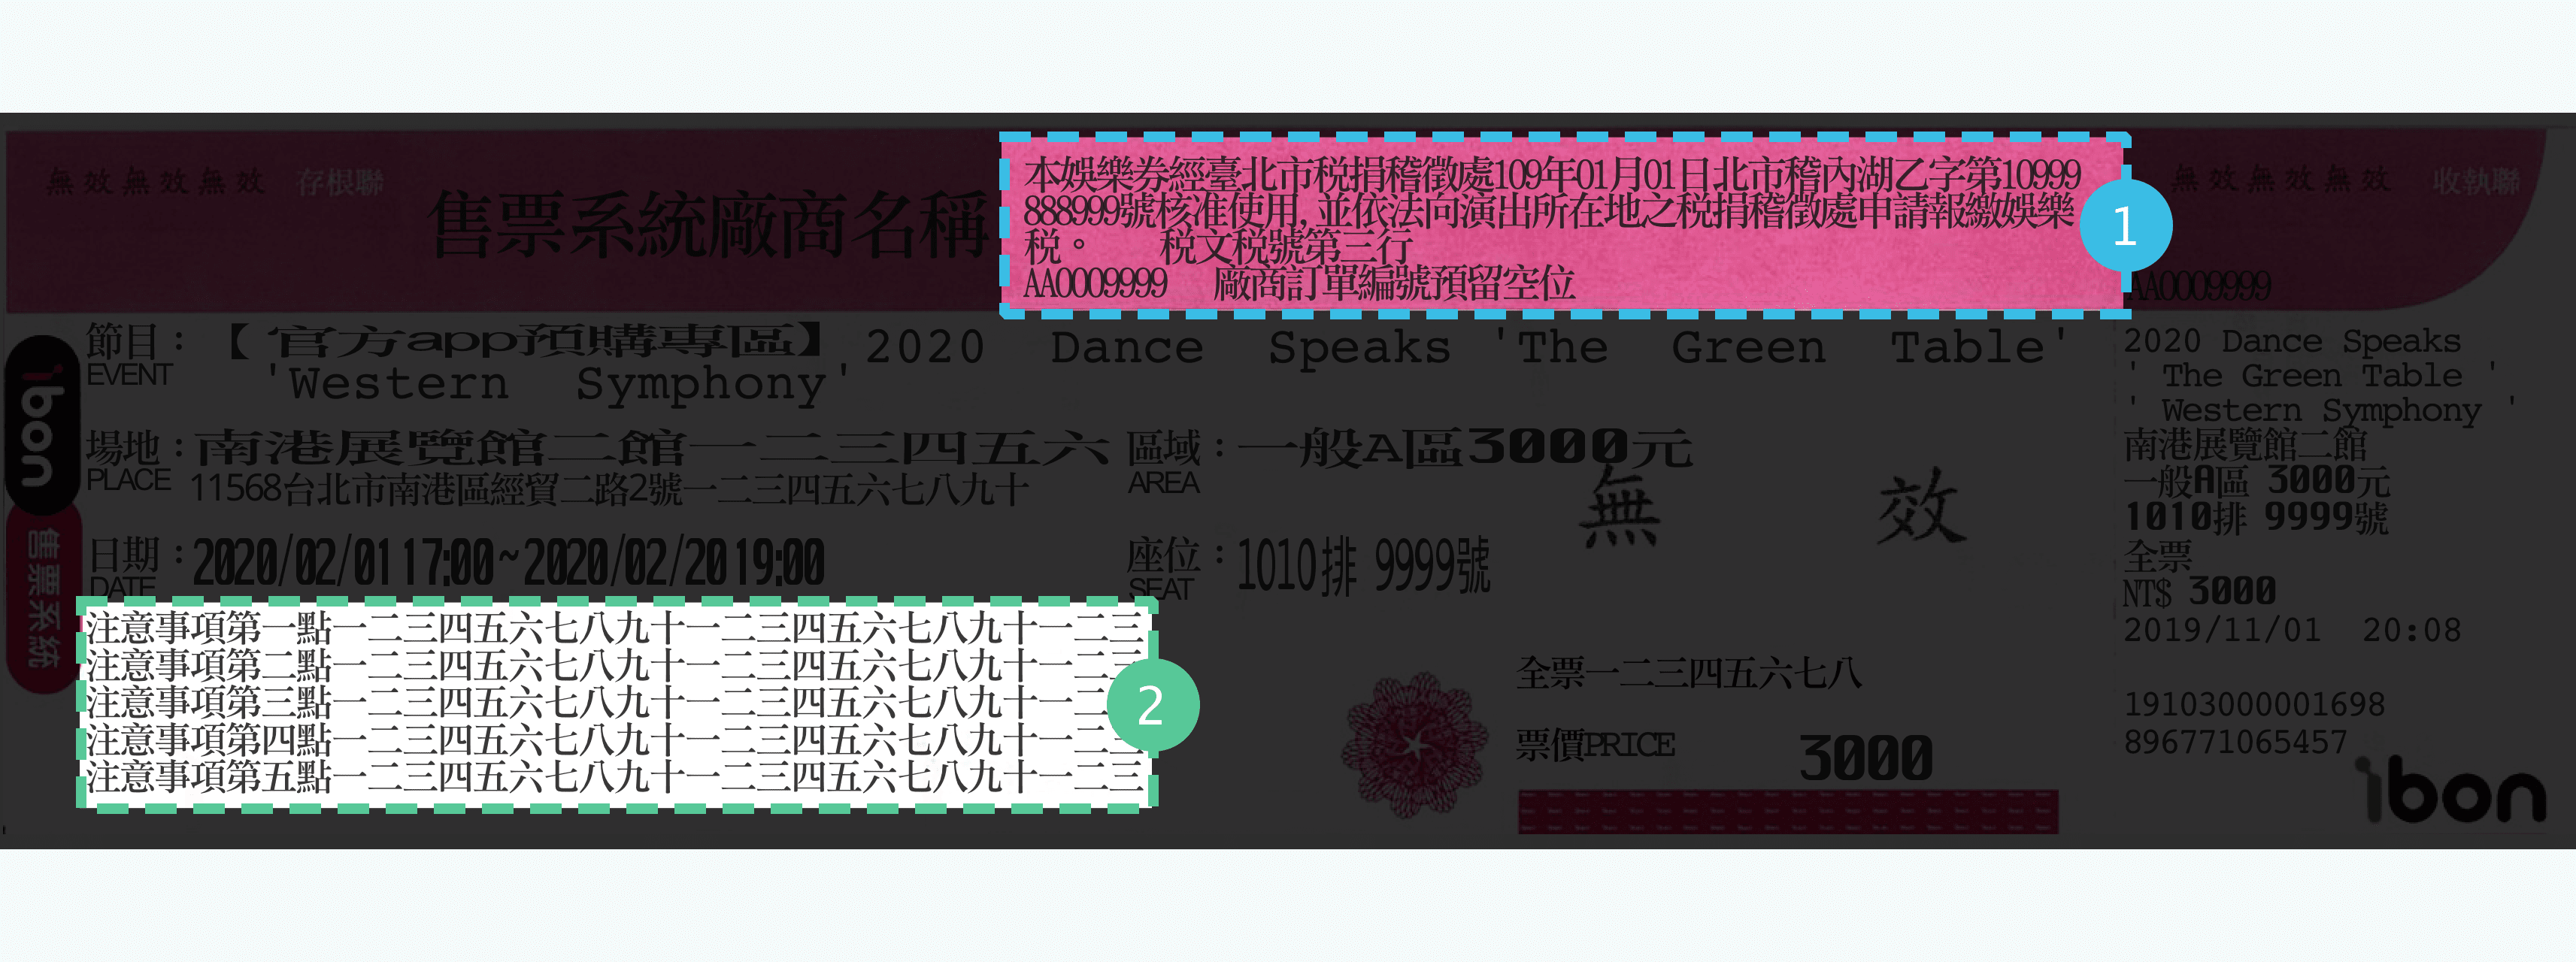 無效無效無效 存根聯
售票系統廠商名稱
本娛樂券經臺北市稅捐稽徵處109年01月01日北市稽內湖乙字第10999
888999號核准使用, 並依法向演出所在地之稅捐稽徵處申請報繳娛樂
稅。 稅文稅號第三行
AA0009999 廠商訂單編號預留空位
1
無效無效無效 收執聯
AA0009999
節目：【官方app預購專區】2020 Dance Speaks 'The Green Table'
EVENT 'Western Symphony'
場地：南港展覽館二館一二三四五六
PLACE 11568台北市南港區經貿二路2號一二三四五六七八九十
區域：一般A區3000元
AREA
日期：2020/02/01 17:00~2020/02/20 19:00
DATE
座位：1010排 9999號
SEAT
無 效
注意事項第一點一二三四五六七八九十一二三四五六七八九十一二三
注意事項第二點一二三四五六七八九十一二三四五六七八九十一二三
注意事項第三點一二三四五六七八九十一二三四五六七八九十一二
注意事項第四點一二三四五六七八九十一二三四五六七八九十一二
注意事項第五點一二三四五六七八九十一二三四五六七八九十一二三
2
全票一二三四五六七八
票價PRICE 3000
ibon
售票系統
2020 Dance Speaks
' The Green Table '
' Western Symphony '
南港展覽館二館
一般A區 3000元
1010排 9999號
全票
NT$ 3000
2019/11/01 20:08
19103000001698
896771065457
ibon